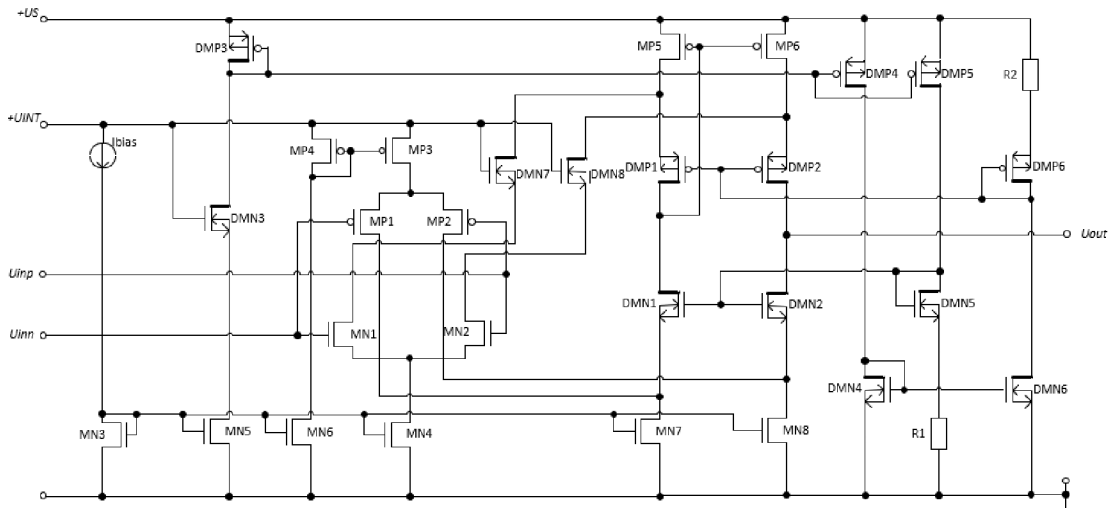 +US
DMP3
MP5
MP6
DMP4
DMP5
R2
+UINT
Ibias
MP4
MP3
DMN7
DMN8
DMP1
DMP2
DMP6
DMN3
MP1
MP2
Uout
Uinp
DMN1
DMN2
DMN5
Uinn
MN1
MN2
DMN4
DMN6
MN3
MN5
MN6
MN4
MN7
MN8
R1